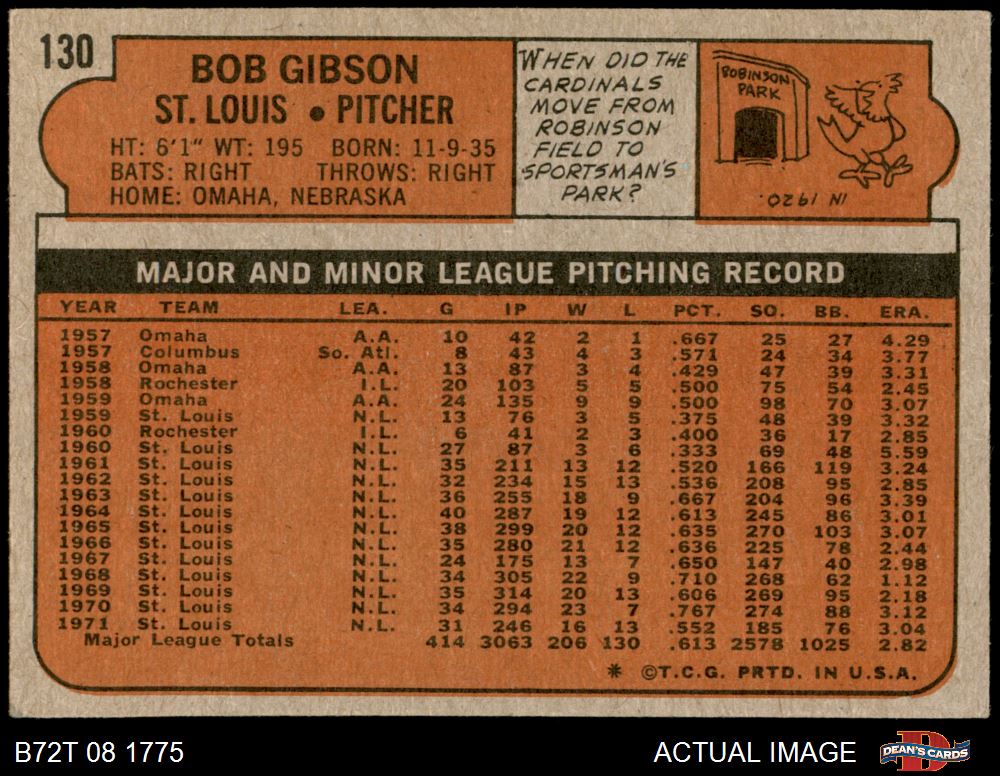 130
BOB GIBSON
ST. LOUIS • PITCHER
HT: 6'1" WT: 195 BORN: 11-9-35
BATS: RIGHT THROWS: RIGHT
HOME: OMAHA, NEBRASKA
WHEN DID THE
CARDINALS
MOVE FROM
ROBINSON
FIELD TO
SPORTSMAN'S
PARK?
ROBINSON
PARK
IN 1920.
MAJOR AND MINOR LEAGUE PITCHING RECORD
YEAR TEAM LEA. G IP W L PCT. SO. BB. ERA.
1957 Omaha A.A. 10 42 2 1 .667 25 27 4.29
1957 Columbus So. Atl. 8 43 4 3 .571 24 34 3.77
1958 Omaha A.A. 13 87 3 4 .429 47 39 3.31
1958 Rochester I.L. 20 103 5 5 .500 75 54 2.45
1959 Omaha A.A. 24 135 9 9 .500 98 70 3.07
1959 St. Louis N.L. 13 76 3 5 .375 48 39 3.32
1960 Rochester I.L. 6 41 2 3 .400 36 17 2.85
1960 St. Louis N.L. 27 87 3 6 .333 69 48 5.59
1961 St. Louis N.L. 35 211 13 12 .520 166 119 3.24
1962 St. Louis N.L. 32 234 15 13 .536 208 95 2.85
1963 St. Louis N.L. 36 255 18 9 .667 204 96 3.39
1964 St. Louis N.L. 40 287 19 12 .613 245 86 3.01
1965 St. Louis N.L. 38 299 20 12 .635 270 103 3.07
1966 St. Louis N.L. 35 280 21 12 .636 225 78 2.44
1967 St. Louis N.L. 24 175 13 7 .650 147 40 2.98
1968 St. Louis N.L. 34 305 22 9 .710 268 62 1.12
1969 St. Louis N.L. 35 314 20 13 .606 269 95 2.18
1970 St. Louis N.L. 34 294 23 7 .767 274 88 3.12
1971 St. Louis N.L. 31 246 16 13 .552 185 76 3.04
Major League Totals 414 3063 206 130 .613 2578 1025 2.82
* ©T.C.G. PRTD. IN U.S.A.
B72T 08 1775 ACTUAL IMAGE
DEAN'S CARDS